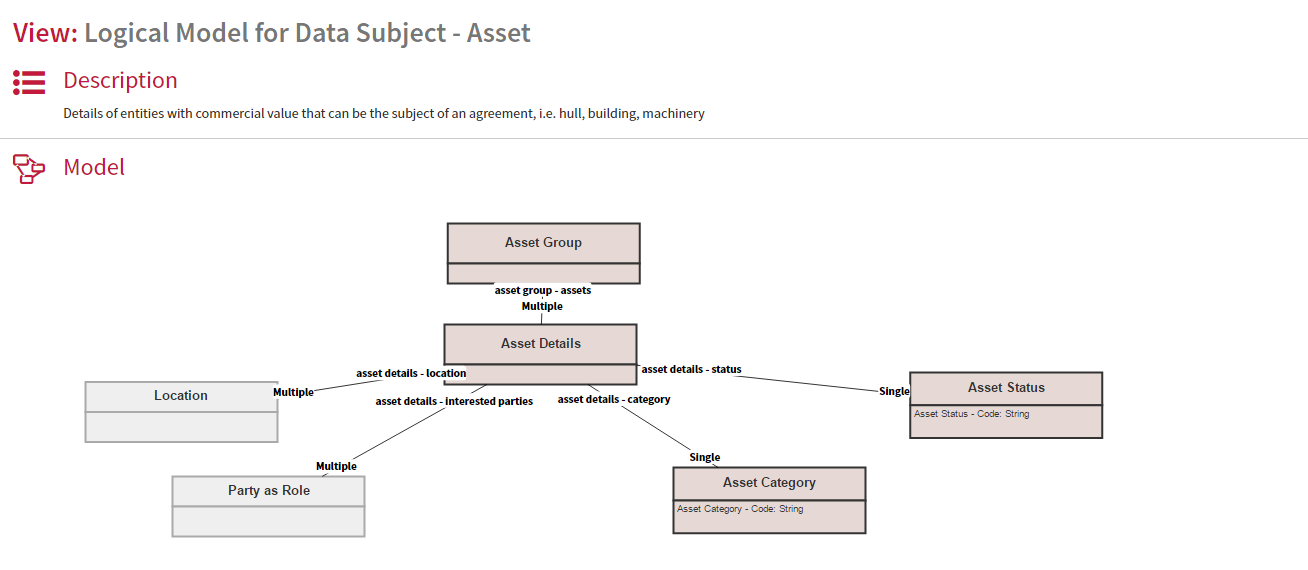 View: Logical Model for Data Subject - Asset
Description
Details of entities with commercial value that can be the subject of an agreement, i.e. hull, building, machinery
Model
Asset Group
asset group - assets
Multiple
Asset Details
asset details - status
asset details - location
Multiple
Single
Location
Asset Status
Asset Status - Code: String
asset details - interested parties
asset details - category
Multiple
Single
Party as Role
Asset Category
Asset Category - Code: String